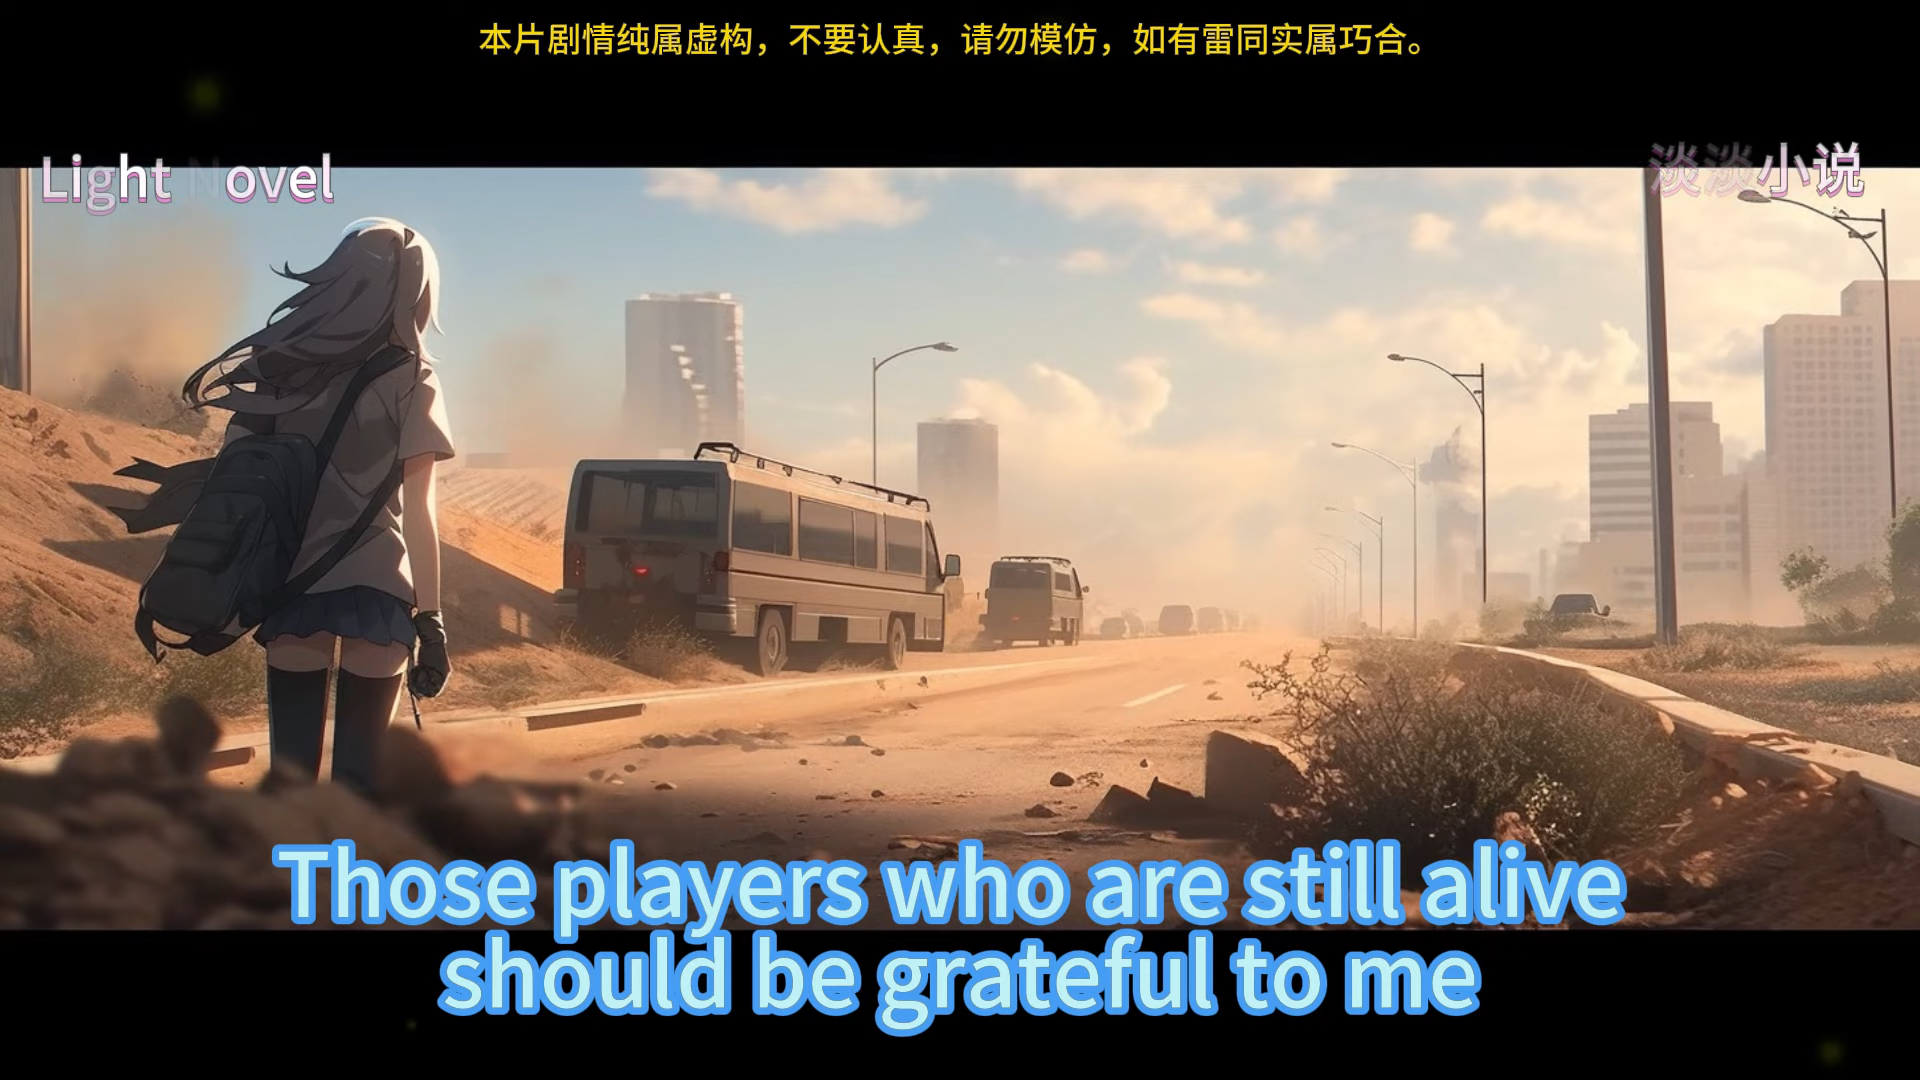 本片剧情纯属虚构，不要认真，请勿模仿，如有雷同实属巧合。
Light Novel
淡淡小说
Those players who are still alive
should be grateful to me